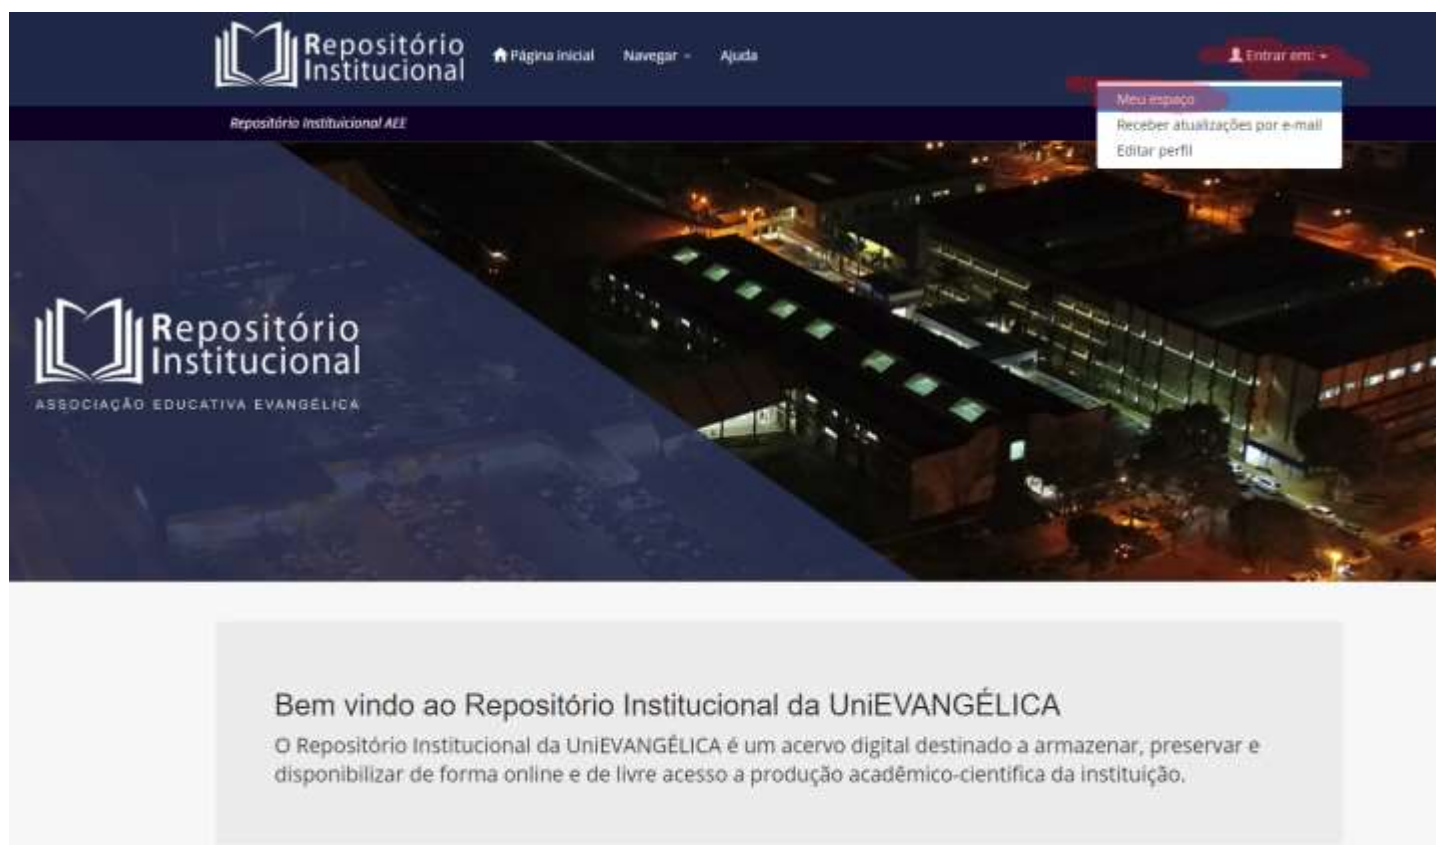 Repositório
Institucional
Página inicial Navegar Ajuda
Entrar em:
Meu espaço
Receber atualizações por e-mail
Editar perfil
Repositório Instituicional AEE
Repositório
Institucional
ASSOCIAÇÃO EDUCATIVA EVANGÉLICA
Bem vindo ao Repositório Institucional da UniEVANGÉLICA
O Repositório Institucional da UniEVANGÉLICA é um acervo digital destinado a armazenar, preservar e
disponibilizar de forma online e de livre acesso a produção acadêmico-científica da instituição.